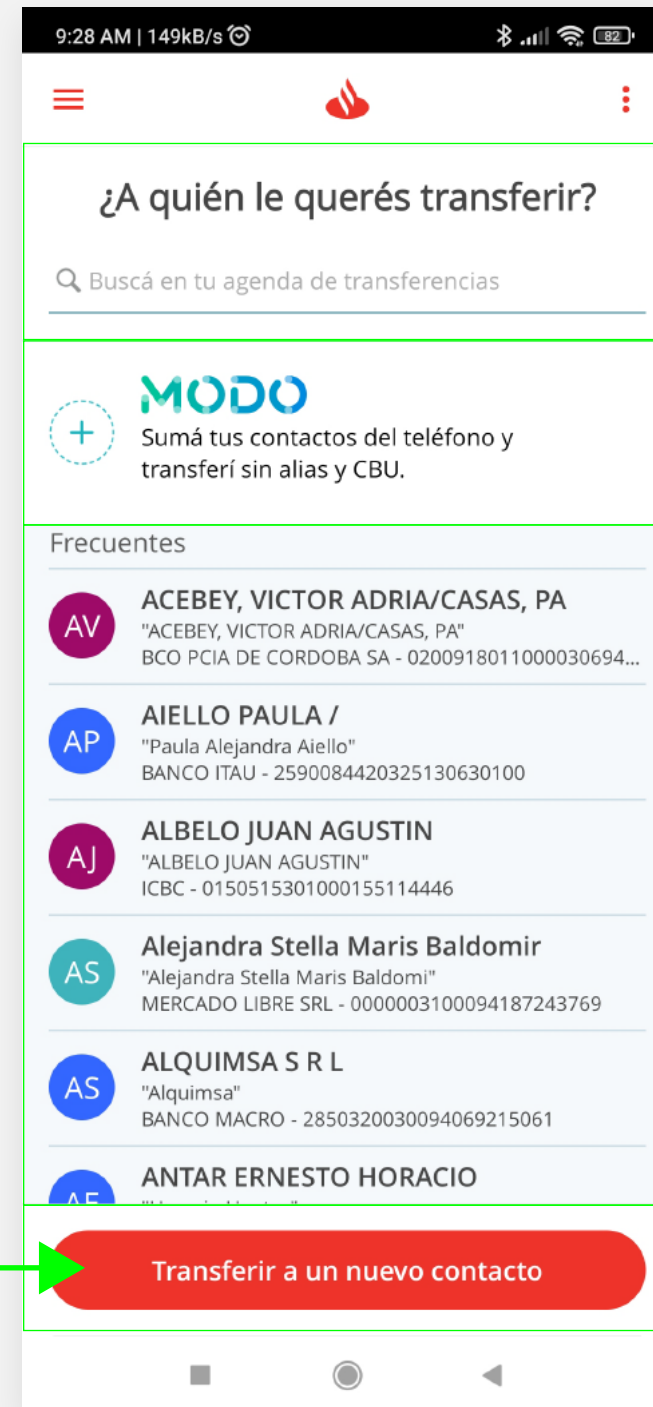 9:28 AM | 149kB/s
82
¿A quién le querés transferir?
Buscá en tu agenda de transferencias
MODO
Sumá tus contactos del teléfono y
transferí sin alias y CBU.
Frecuentes
AV
ACEBEY, VICTOR ADRIA/CASAS, PA
"ACEBEY, VICTOR ADRIA/CASAS, PA"
BCO PCIA DE CORDOBA SA - 0200918011000030694...
AP
AIELLO PAULA /
"Paula Alejandra Aiello"
BANCO ITAU - 2590084420325130630100
AJ
ALBELO JUAN AGUSTIN
"ALBELO JUAN AGUSTIN"
ICBC - 0150515301000155114446
AS
Alejandra Stella Maris Baldomir
"Alejandra Stella Maris Baldomi"
MERCADO LIBRE SRL - 0000003100094187243769
AS
ALQUIMSA S R L
"Alquimsa"
BANCO MACRO - 2850320030094069215061
ANTAR ERNESTO HORACIO
Transferir a un nuevo contacto